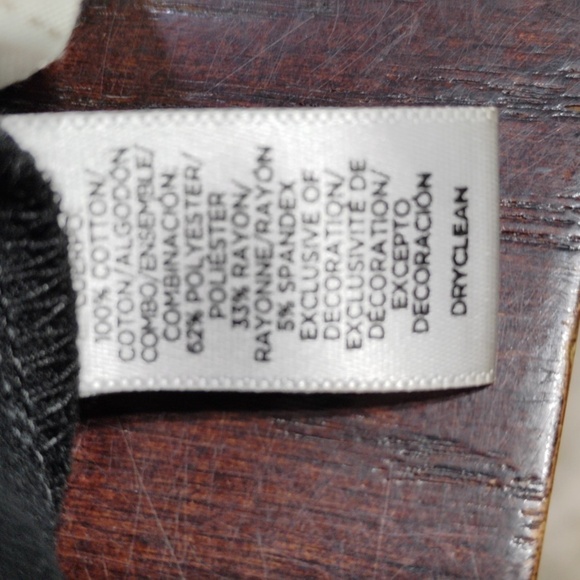 100% COTTON/
COTON/ALGODÓN
COMBO/ENSEMBLE/
COMBINACIÓN
62% POLYESTER/
POLIÉSTER
33% RAYON/
RAYONNE/RAYÓN
5% SPANDEX
EXCLUSIVE OF
DECORATION/
EXCLUSIVITÉ DE
DÉCORATION/
EXCEPTO
DECORACIÓN
DRYCLEAN